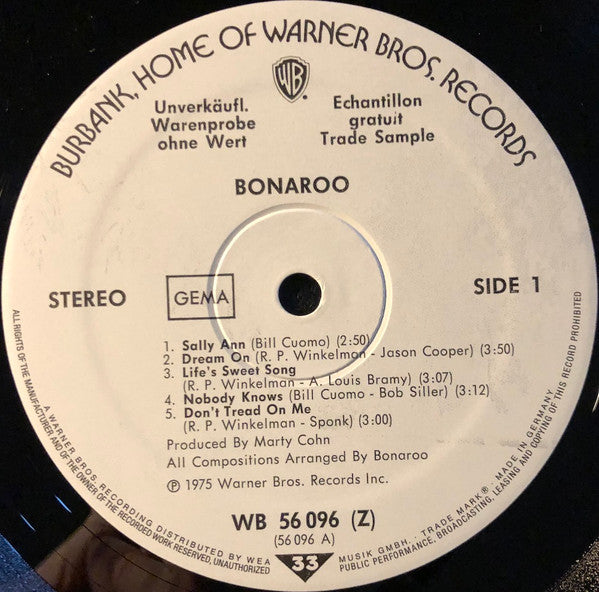 BURBANK, HOME OF WARNER BROS. RECORDS
WB
Unverkäufl.
Warenprobe
ohne Wert
Echantillon
gratuit
Trade Sample
BONAROO
STEREO
GEMA
SIDE 1
1. Sally Ann (Bill Cuomo) (2:50)
2. Dream On (R. P. Winkelman - Jason Cooper) (3:50)
3. Life's Sweet Song
(R. P. Winkelman - A. Louis Bramy) (3:07)
4. Nobody Knows (Bill Cuomo - Bob Siller) (3:12)
5. Don't Tread On Me
(R. P. Winkelman - Sponk) (3:00)
Produced By Marty Cohn
All Compositions Arranged By Bonaroo
℗ 1975 Warner Bros. Records Inc.
WB 56 096 (Z)
(56 096 A)
33
A WARNER BROS. RECORDING DISTRIBUTED BY WEA MUSIK GMBH. · TRADE MARK ® · MADE IN GERMANY
ALL RIGHTS OF THE MANUFACTURER AND OF THE OWNER OF THE RECORDED WORK RESERVED, UNAUTHORIZED PUBLIC PERFORMANCE, BROADCASTING, LEASING AND COPYING OF THIS RECORD PROHIBITED